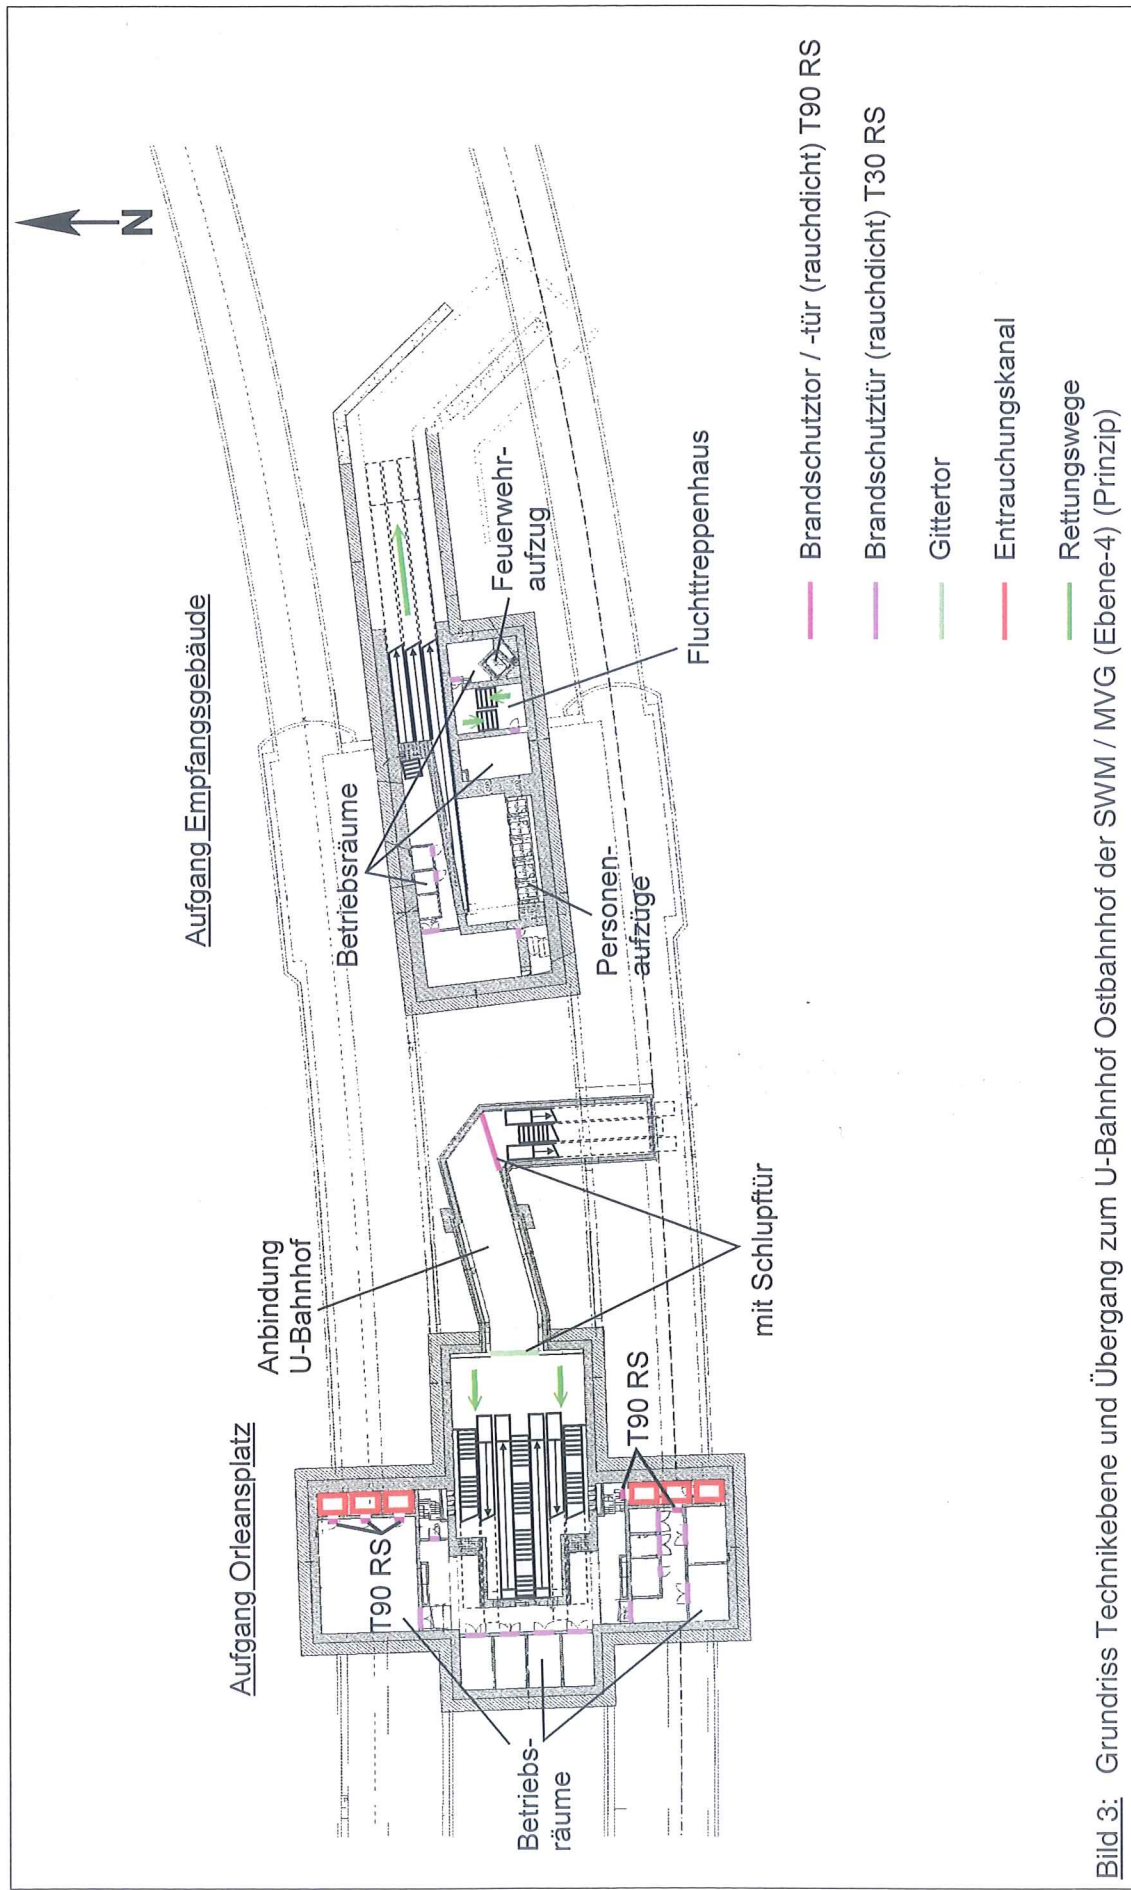 N
Aufgang Orleansplatz
Aufgang Empfangsgebäude
Anbindung
U-Bahnhof
Betriebsräume
T90 RS
Feuerwehr-
aufzug
Fluchttreppenhaus
Personen-
aufzüge
Betriebs-
räume
T90 RS
mit Schlupftür
Brandschutztor / -tür (rauchdicht) T90 RS
Brandschutztür (rauchdicht) T30 RS
Gittertor
Entrauchungskanal
Rettungswege
Bild 3: Grundriss Technikebene und Übergang zum U-Bahnhof Ostbahnhof der SWM / MVG (Ebene-4) (Prinzip)